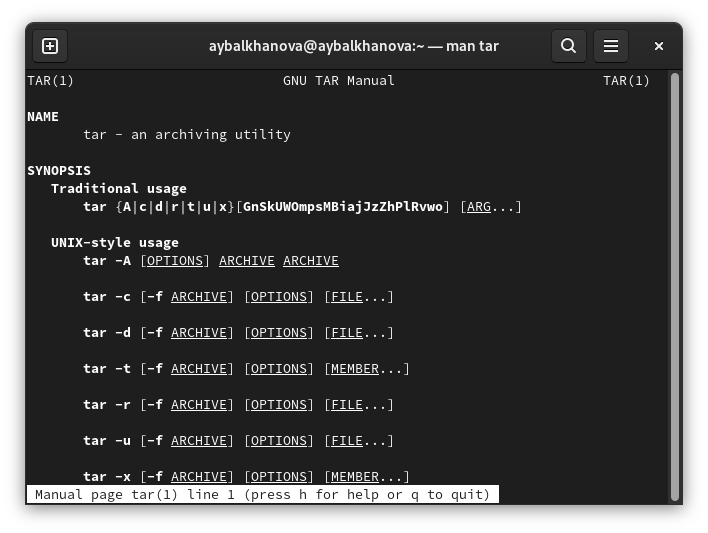 aybalkhanova@aybalkhanova:~ — man tar
TAR(1) GNU TAR Manual TAR(1)
NAME
tar - an archiving utility
SYNOPSIS
Traditional usage
tar {A|c|d|r|t|u|x}[GnSkUWOmpsMBiajJzZhPlRvwo] [ARG...]
UNIX-style usage
tar -A [OPTIONS] ARCHIVE ARCHIVE
tar -c [-f ARCHIVE] [OPTIONS] [FILE...]
tar -d [-f ARCHIVE] [OPTIONS] [FILE...]
tar -t [-f ARCHIVE] [OPTIONS] [MEMBER...]
tar -r [-f ARCHIVE] [OPTIONS] [FILE...]
tar -u [-f ARCHIVE] [OPTIONS] [FILE...]
tar -x [-f ARCHIVE] [OPTIONS] [MEMBER...]
Manual page tar(1) line 1 (press h for help or q to quit)